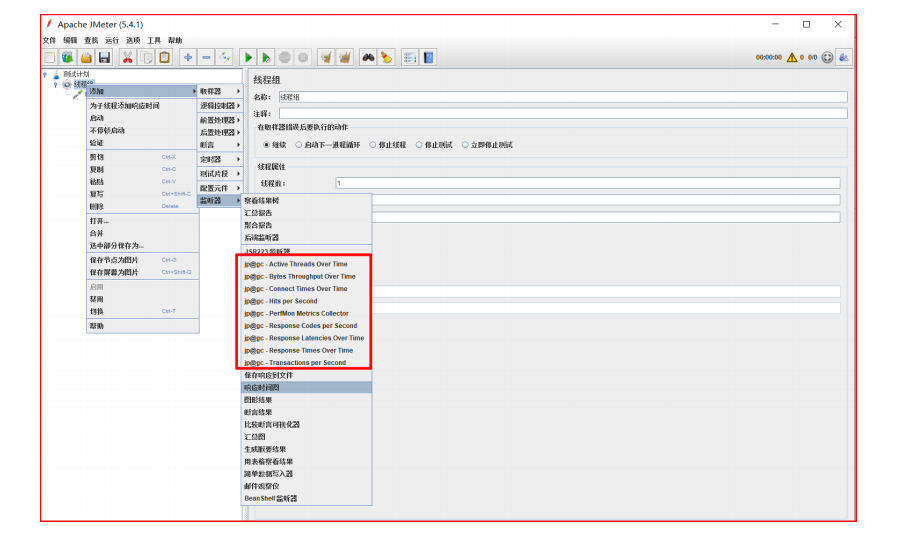 Apache JMeter (5.4.1)
文件 编辑 查找 运行 选项 工具 帮助
00:00:00 0 0/0
测试计划
线程组
添加
为子线程添加响应时间
启动
不停顿启动
验证
剪切 Ctrl-X
复制 Ctrl-C
粘贴 Ctrl-V
复写 Ctrl+Shift-C
删除 Delete
打开...
合并
选中部分保存为...
保存节点为图片 Ctrl-G
保存屏幕为图片 Ctrl+Shift-G
启用
禁用
切换 Ctrl-T
帮助
取样器
逻辑控制器
前置处理器
后置处理器
断言
定时器
测试片段
配置元件
监听器
察看结果树
汇总报告
聚合报告
后端监听器
JSR223 监听器
jp@gc - Active Threads Over Time
jp@gc - Bytes Throughput Over Time
jp@gc - Connect Times Over Time
jp@gc - Hits per Second
jp@gc - PerfMon Metrics Collector
jp@gc - Response Codes per Second
jp@gc - Response Latencies Over Time
jp@gc - Response Times Over Time
jp@gc - Transactions per Second
保存响应到文件
响应时间图
图形结果
断言结果
比较断言可视化器
汇总图
生成概要结果
用表格察看结果
简单数据写入器
邮件观察仪
BeanShell 监听器
线程组
名称： 线程组
注释：
在取样器错误后要执行的动作
继续 启动下一进程循环 停止线程 停止测试 立即停止测试
线程属性
线程数： 1